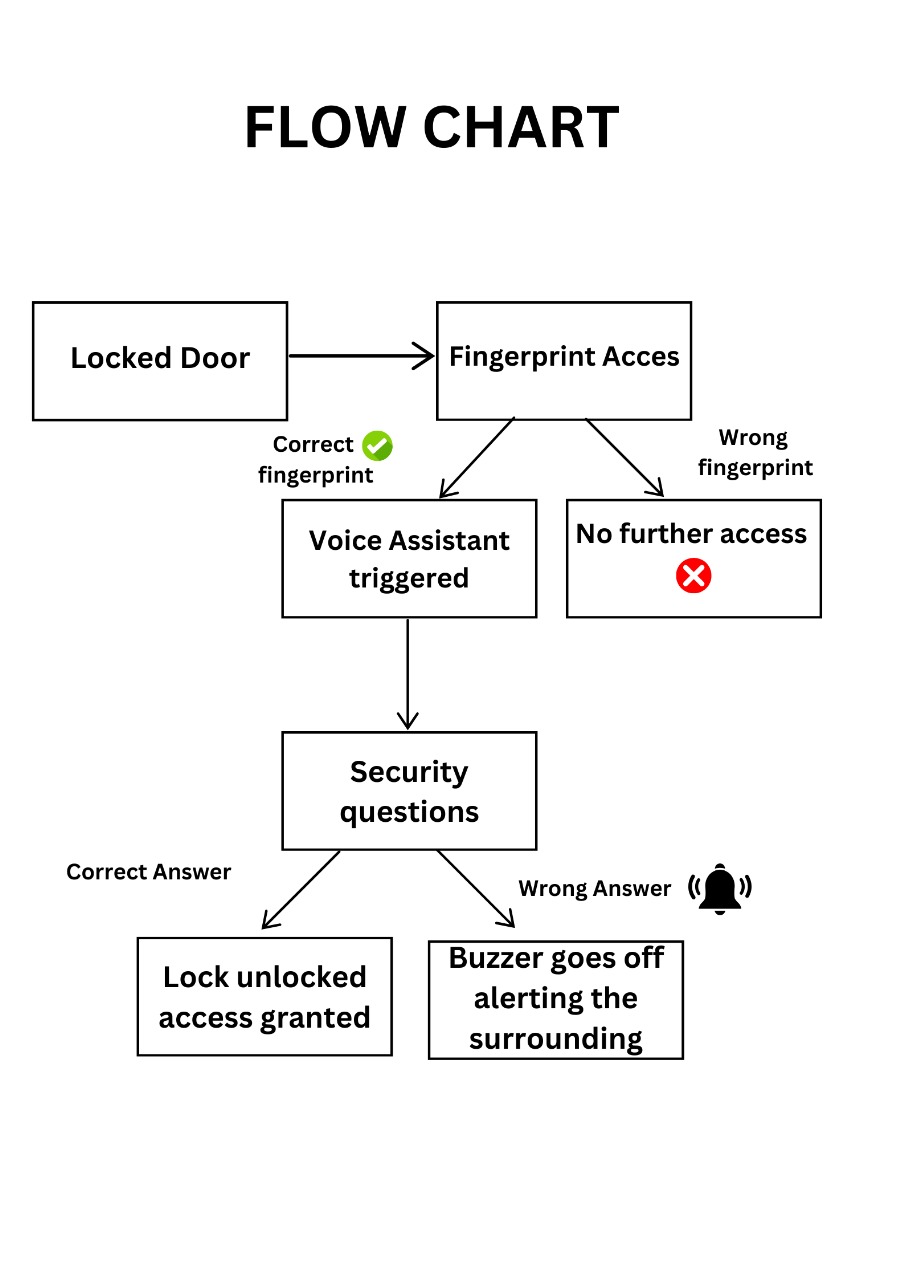 FLOW CHART
Locked Door
Fingerprint Acces
Correct
fingerprint
Wrong
fingerprint
Voice Assistant
triggered
No further access
Security
questions
Correct Answer
Wrong Answer
Lock unlocked
access granted
Buzzer goes off
alerting the
surrounding